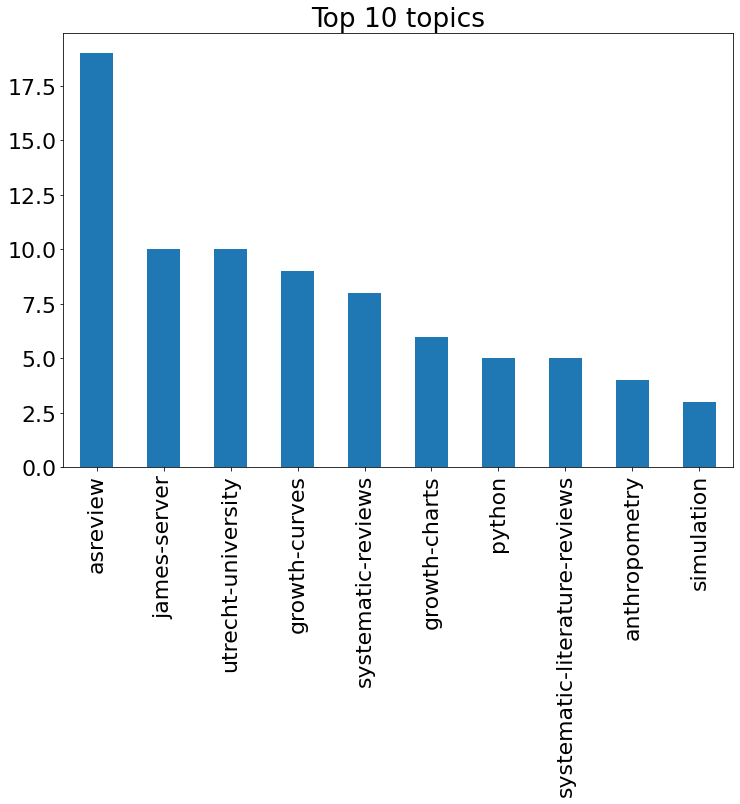 Top 10 topics
17.5
15.0
12.5
10.0
7.5
5.0
2.5
0.0
asreview
james-server
utrecht-university
growth-curves
systematic-reviews
growth-charts
python
systematic-literature-reviews
anthropometry
simulation